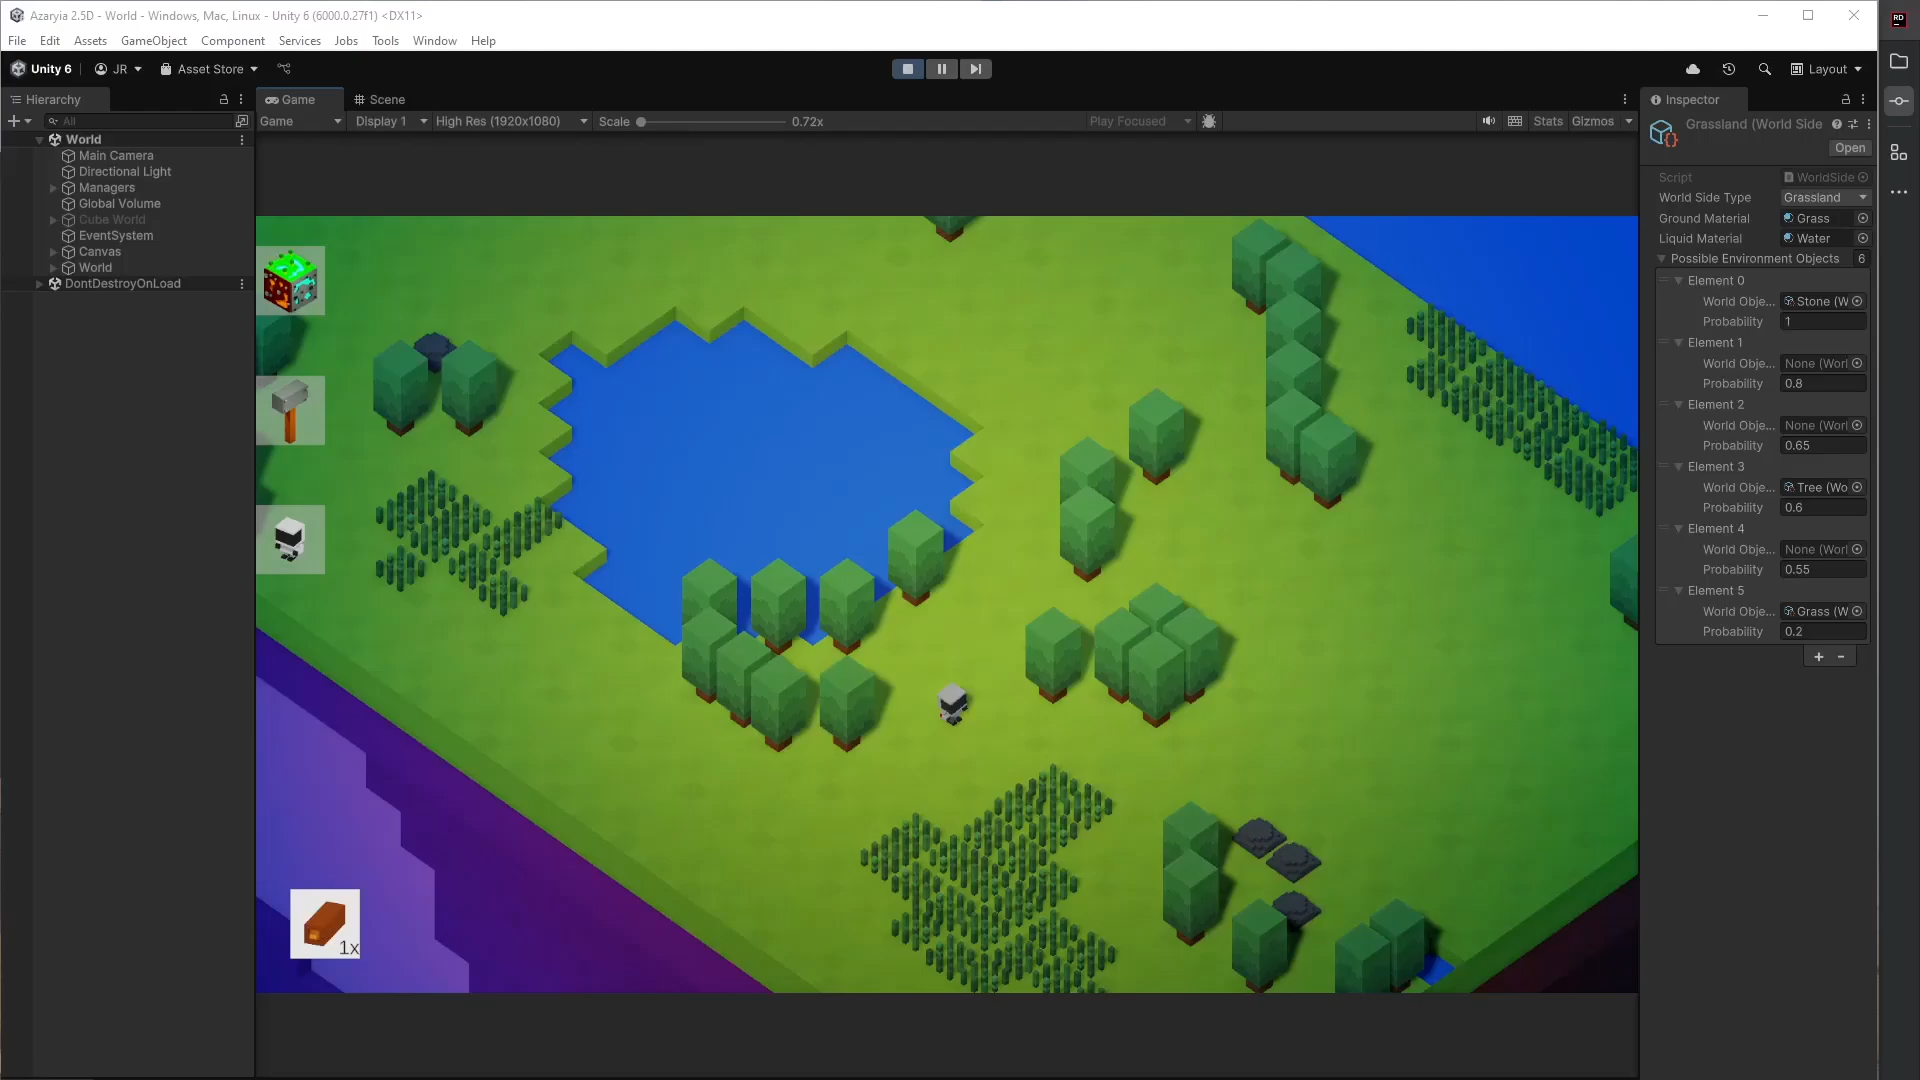 Azaryia 2.5D - World - Windows, Mac, Linux - Unity 6 (6000.0.27f1) <DX11>
File Edit Assets GameObject Component Services Jobs Tools Window Help
Unity 6 JR Asset Store Layout
Hierarchy
All
World
Main Camera
Directional Light
Managers
Global Volume
Cube World
EventSystem
Canvas
World
DontDestroyOnLoad
Game Scene
Game Display 1 High Res (1920x1080) Scale 0.72x Play Focused Stats Gizmos
1x
Inspector
Grassland (World Side
Open
Script WorldSide
World Side Type Grassland
Ground Material Grass
Liquid Material Water
Possible Environment Objects 6
Element 0
World Obje... Stone (W
Probability 1
Element 1
World Obje... None (Worl
Probability 0.8
Element 2
World Obje... None (Worl
Probability 0.65
Element 3
World Obje... Tree (Wo
Probability 0.6
Element 4
World Obje... None (Worl
Probability 0.55
Element 5
World Obje... Grass (W
Probability 0.2
RD